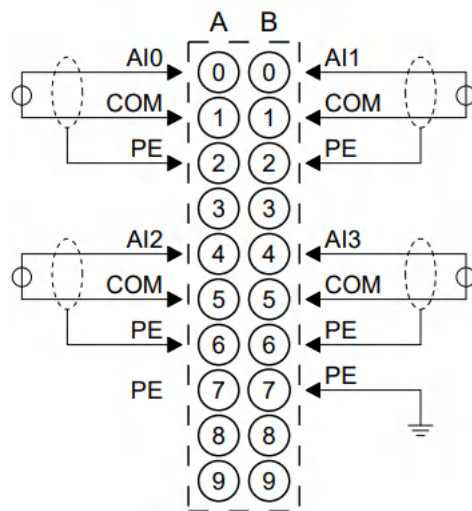 A B
AI0 0 0 AI1
COM 1 1 COM
PE 2 2 PE
3 3
AI2 4 4 AI3
COM 5 5 COM
PE 6 6 PE
PE 7 7 PE
8 8
9 9